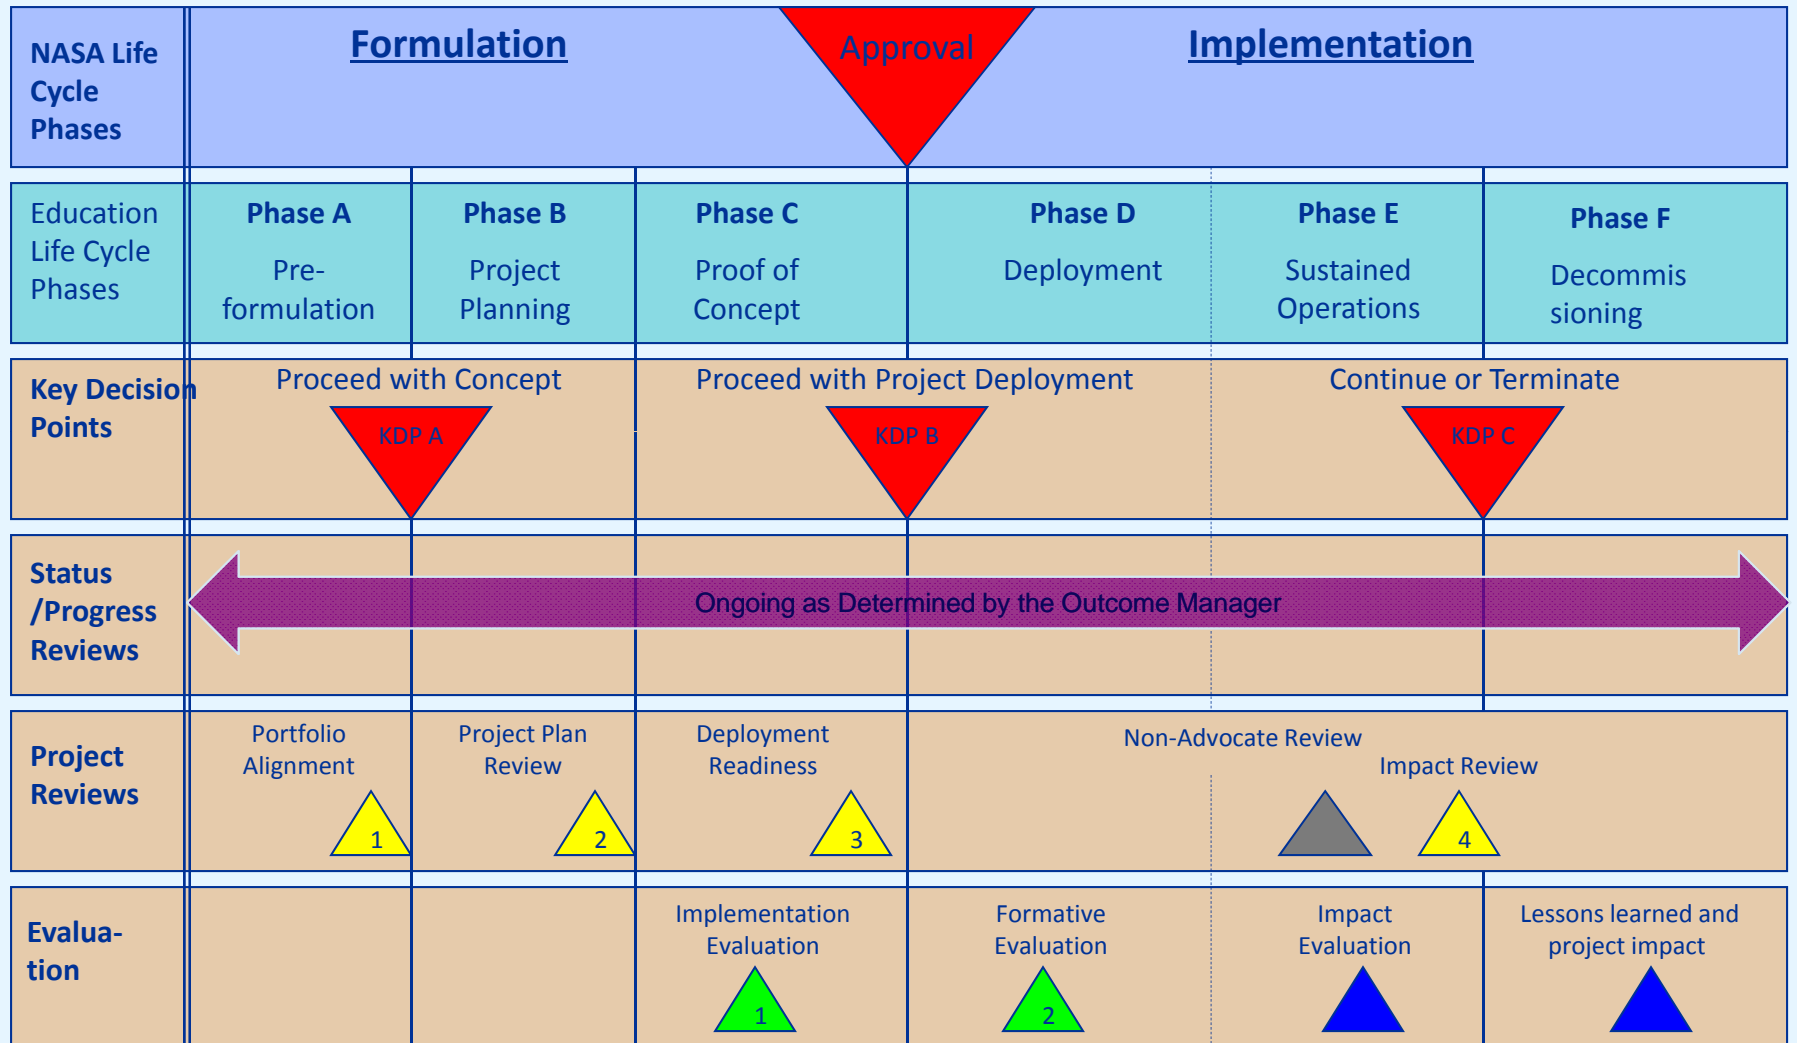 NASA Life
Cycle
Phases
Formulation
Approval
Implementation
Education
Life Cycle
Phases
Phase A
Pre-
formulation
Phase B
Project
Planning
Phase C
Proof of
Concept
Phase D
Deployment
Phase E
Sustained
Operations
Phase F
Decommis
sioning
Key Decision
Points
Proceed with Concept
KDP A
Proceed with Project Deployment
KDP B
Continue or Terminate
KDP C
Status
/Progress
Reviews
Ongoing as Determined by the Outcome Manager
Project
Reviews
Portfolio
Alignment
1
Project Plan
Review
2
Deployment
Readiness
3
Non-Advocate Review
Impact Review
4
Evalua-
tion
Implementation
Evaluation
1
Formative
Evaluation
2
Impact
Evaluation
Lessons learned and
project impact